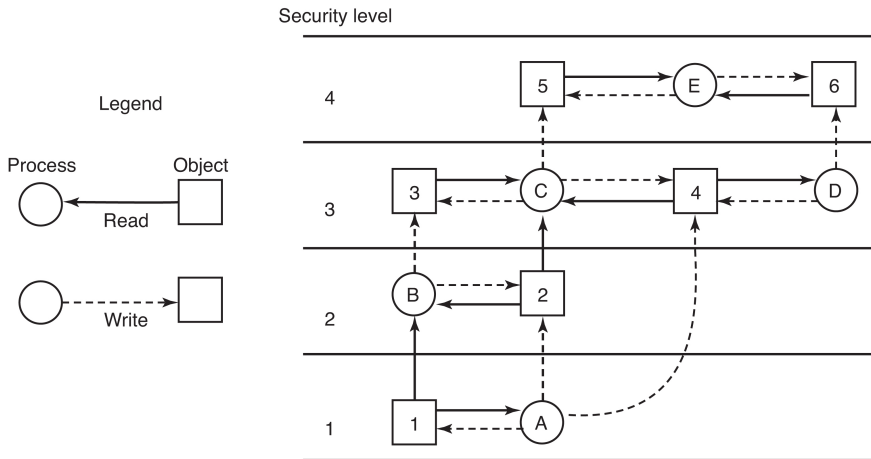 Security level
Legend
Process Object
Read
Write
4
5 E 6
3
3 C 4 D
2
B 2
1
1 A